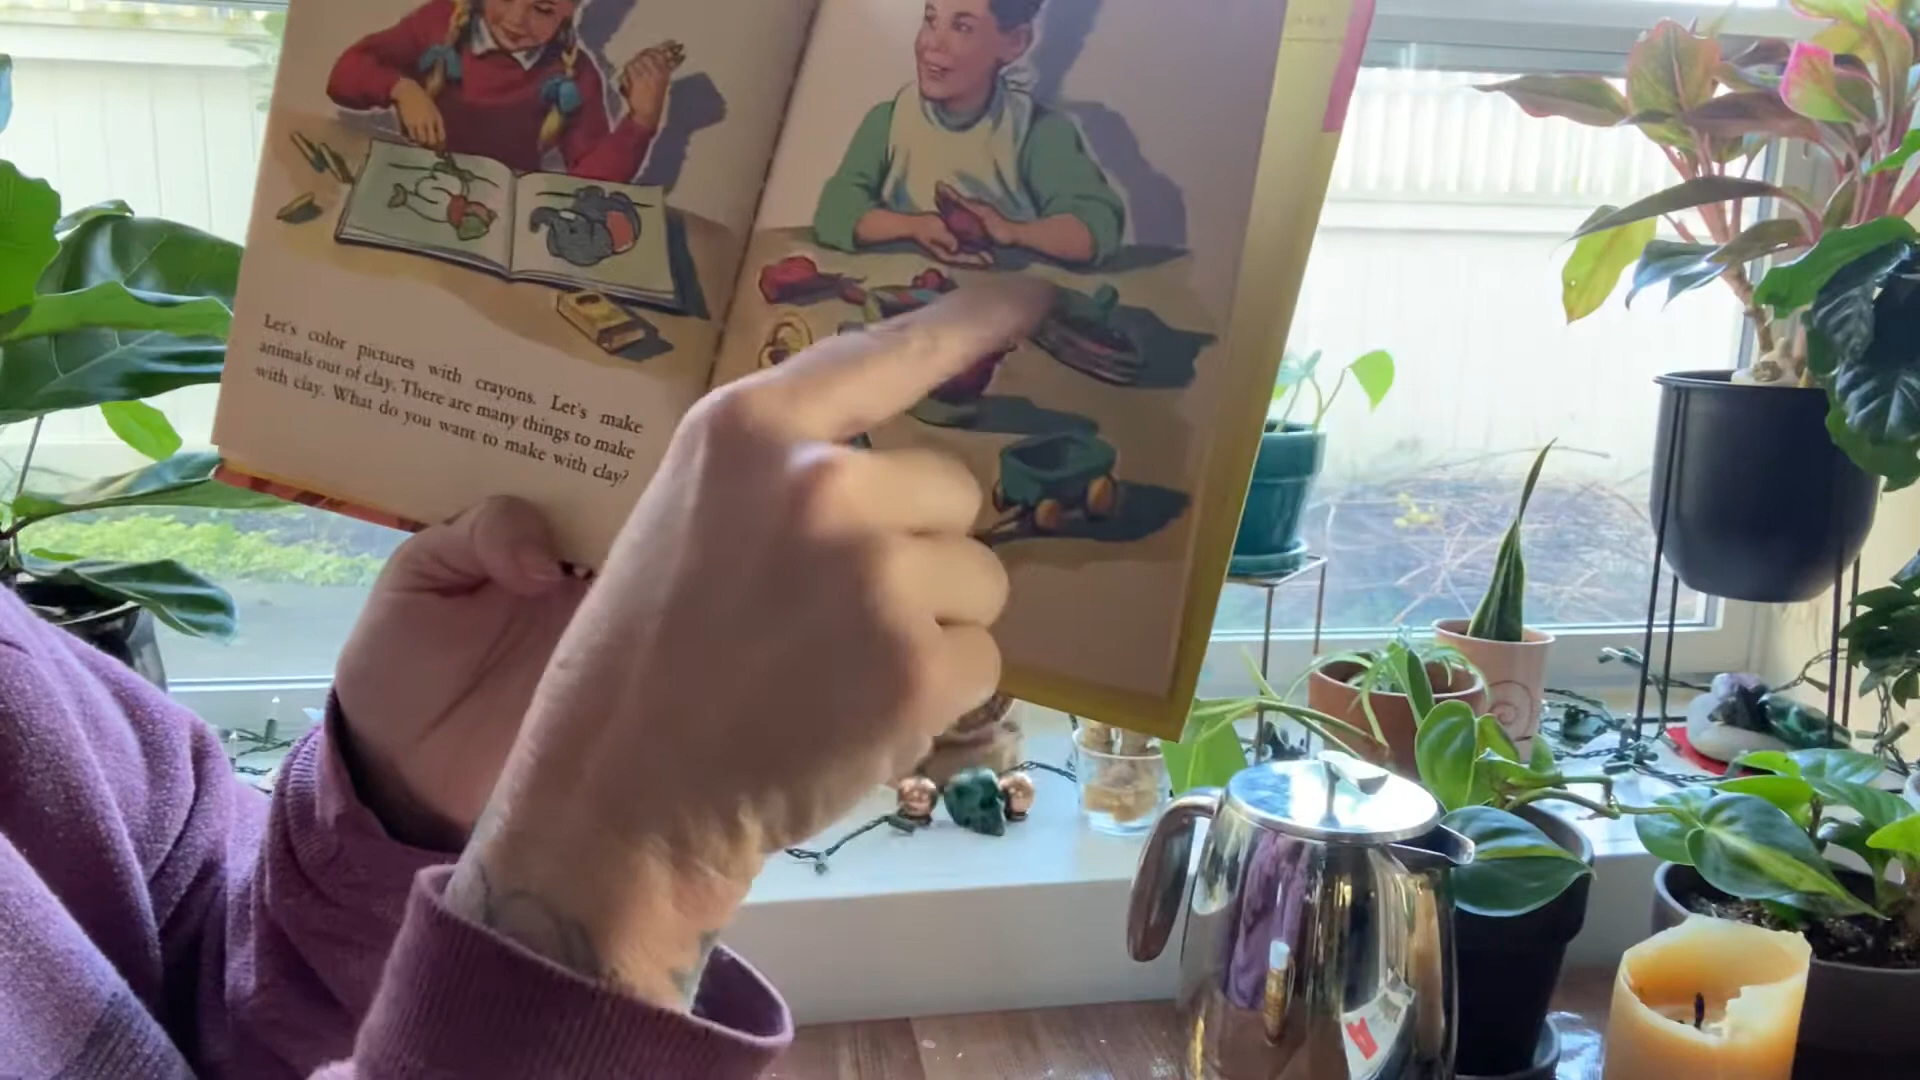 Let's color pictures with crayons. Let's make
animals out of clay. There are many things to make
with clay. What do you want to make with clay?